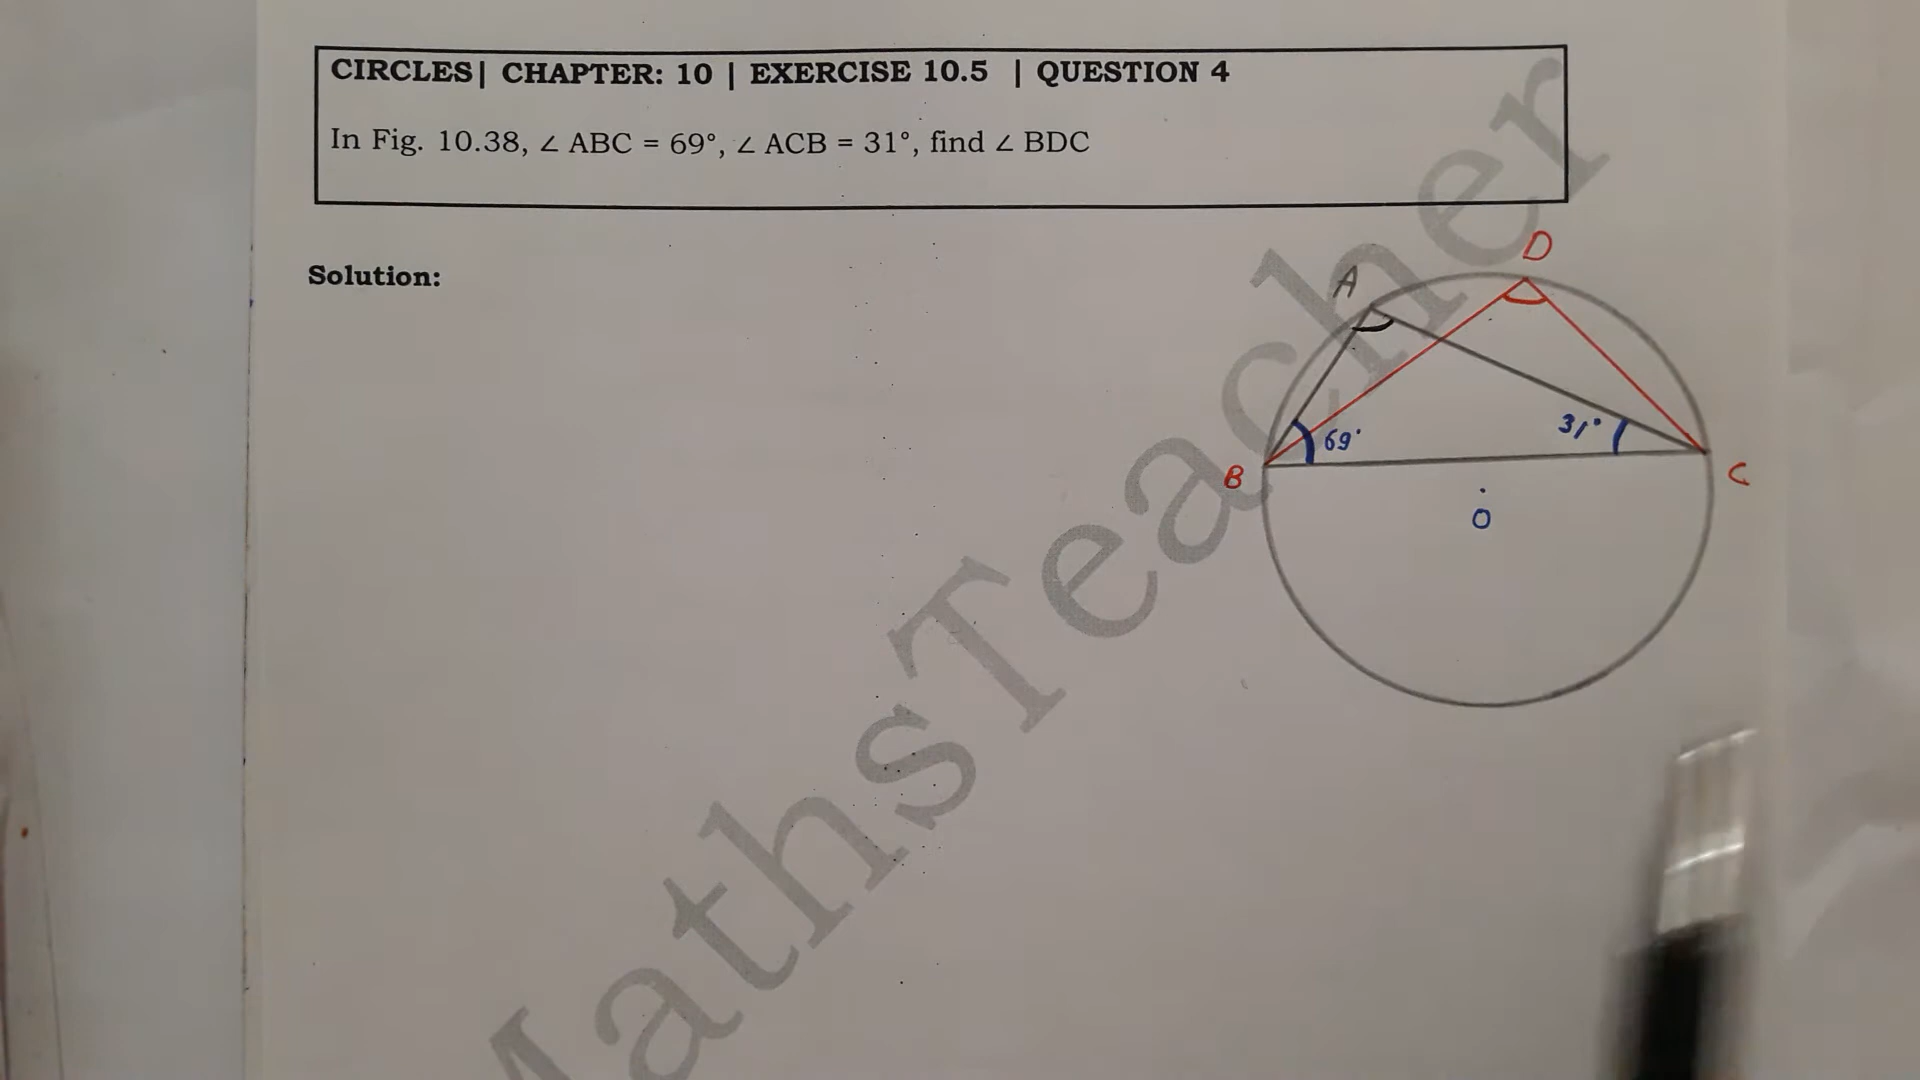 CIRCLES| CHAPTER: 10 | EXERCISE 10.5 | QUESTION 4
In Fig. 10.38, ∠ ABC = 69°, ∠ ACB = 31°, find ∠ BDC
Solution:
D
A
69°
31°
B
C
O
MathsTeacher